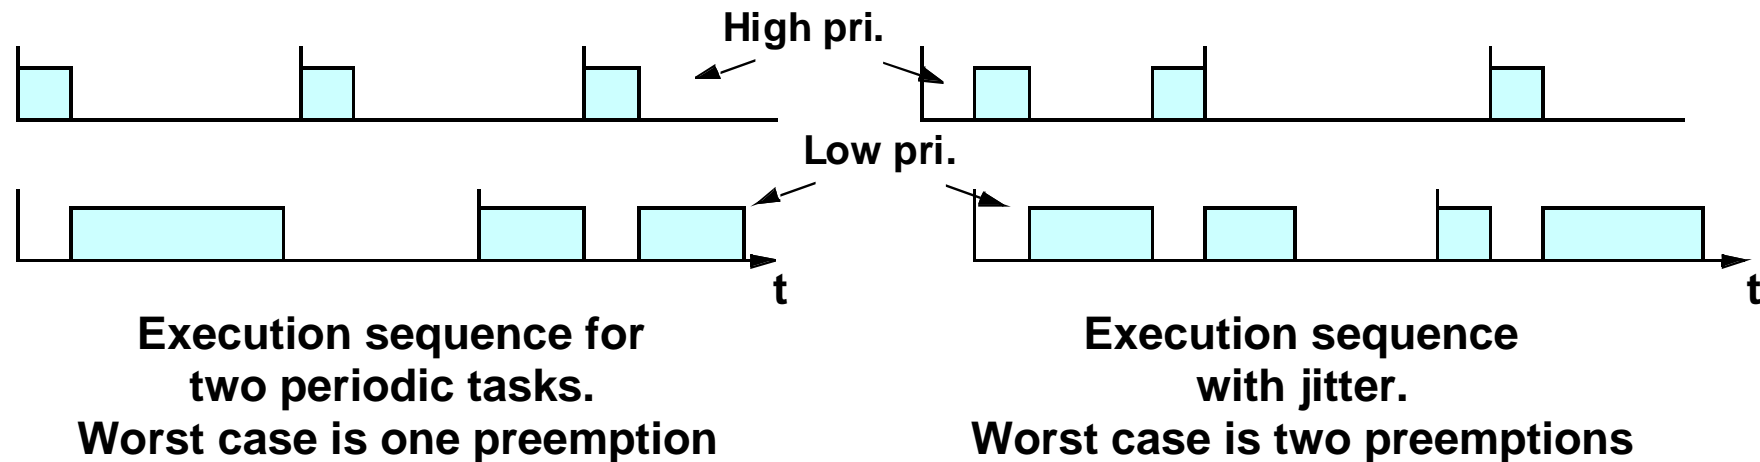 High pri.
Low pri.
t
t
Execution sequence for
two periodic tasks.
Worst case is one preemption
Execution sequence
with jitter.
Worst case is two preemptions